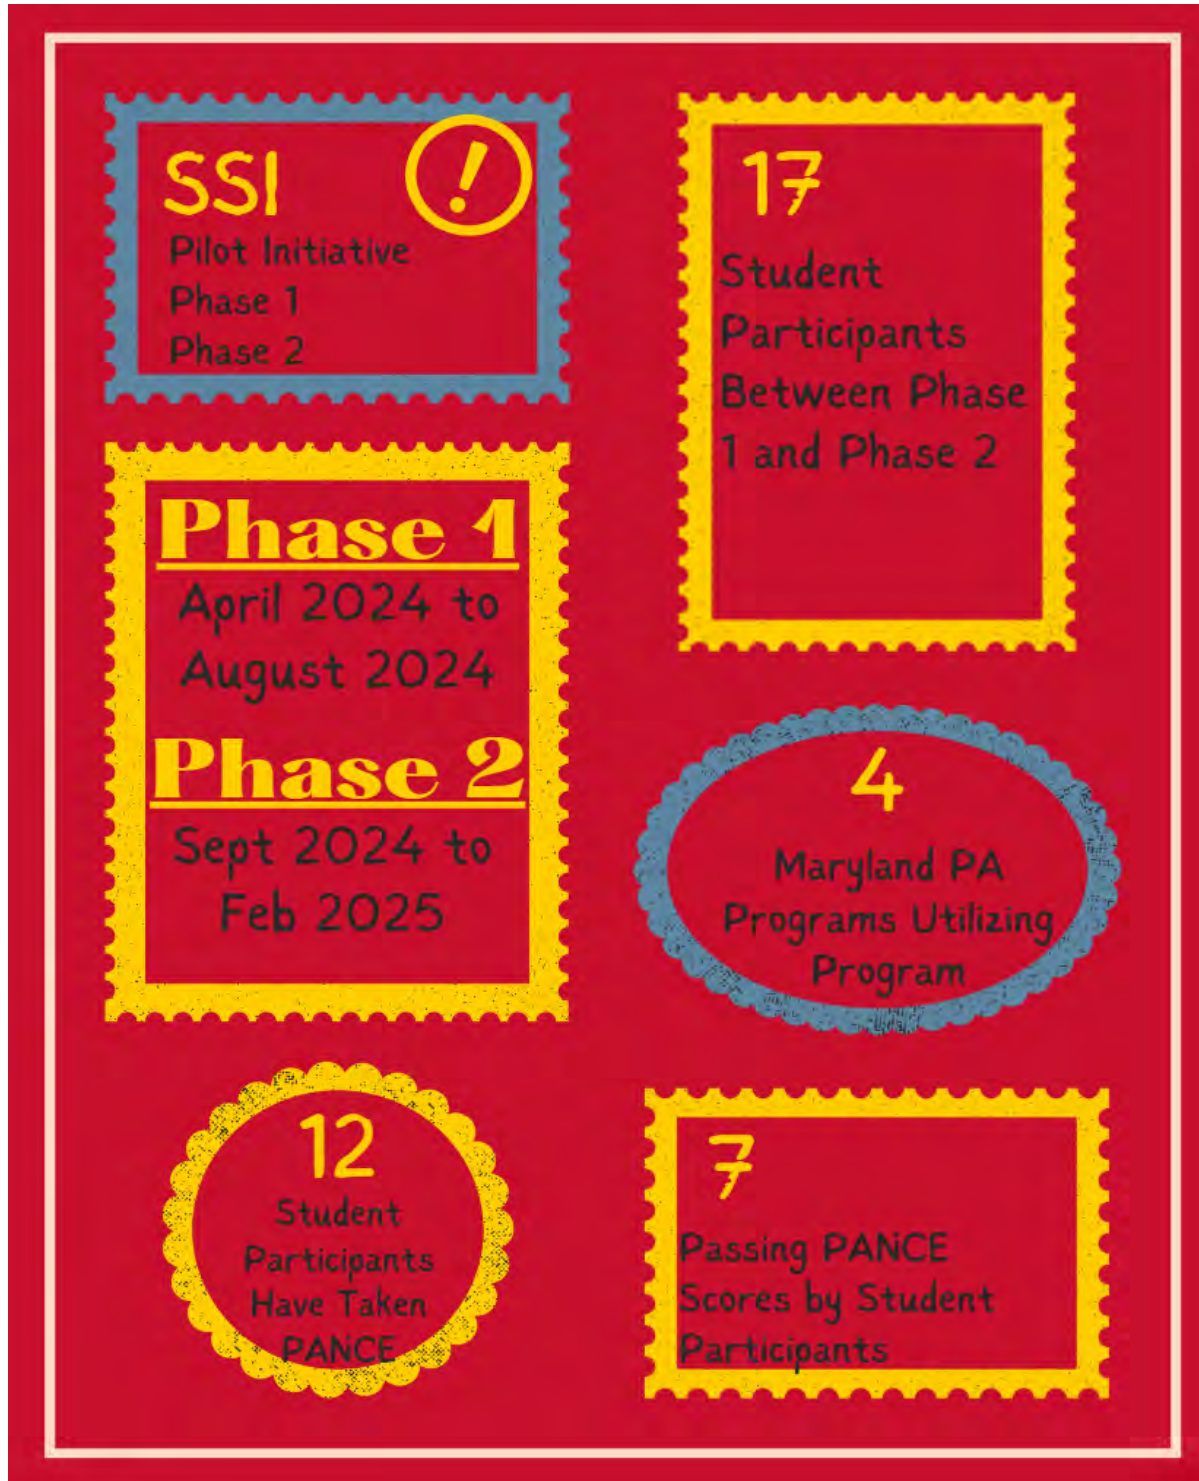 SSI
!
Pilot Initiative
Phase 1
Phase 2
17
Student
Participants
Between Phase
1 and Phase 2
Phase 1
April 2024 to
August 2024
Phase 2
Sept 2024 to
Feb 2025
4
Maryland PA
Programs Utilizing
Program
12
Student
Participants
Have Taken
PANCE
7
Passing PANCE
Scores by Student
Participants